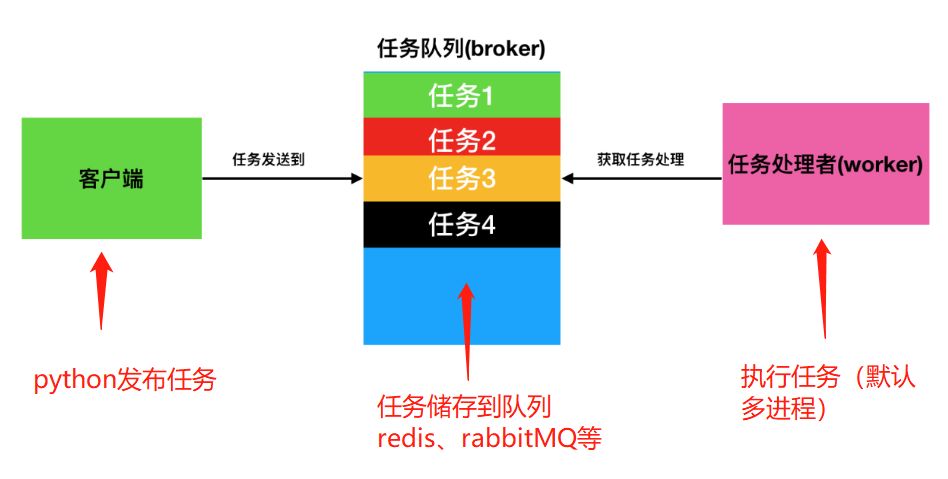 任务队列(broker)
任务1
任务2
任务3
任务4
客户端
任务发送到
获取任务处理
任务处理者(worker)
python发布任务
任务储存到队列
redis、rabbitMQ等
执行任务（默认
多进程）